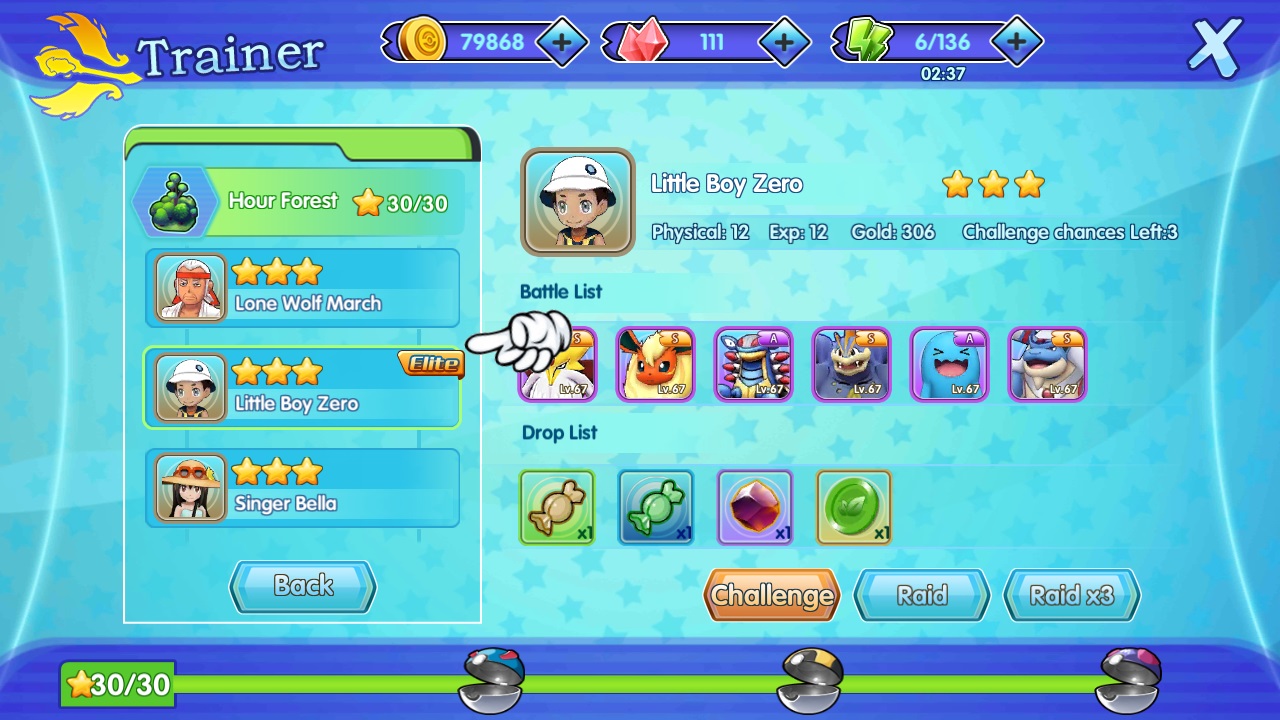 Trainer
79868
111
6/136
02:37
Hour Forest 30/30
Lone Wolf March
Elite
Little Boy Zero
Singer Bella
Back
Little Boy Zero
Physical: 12 Exp: 12 Gold: 306 Challenge chances Left:3
Battle List
S S A S A S
Lv.67 Lv.67 Lv.67 Lv.67 Lv.67 Lv.67
Drop List
x1 x1 x1 x1
Challenge Raid Raid x3
30/30